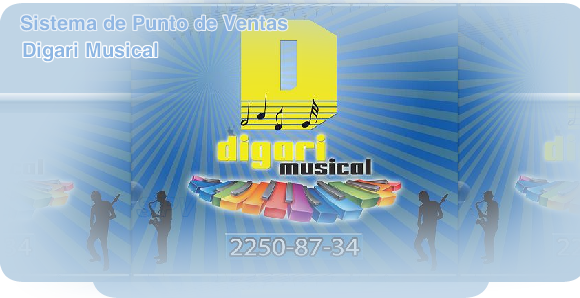 Sistema de Punto de Ventas
Digari Musical
D
digari
musical
2250-87-34